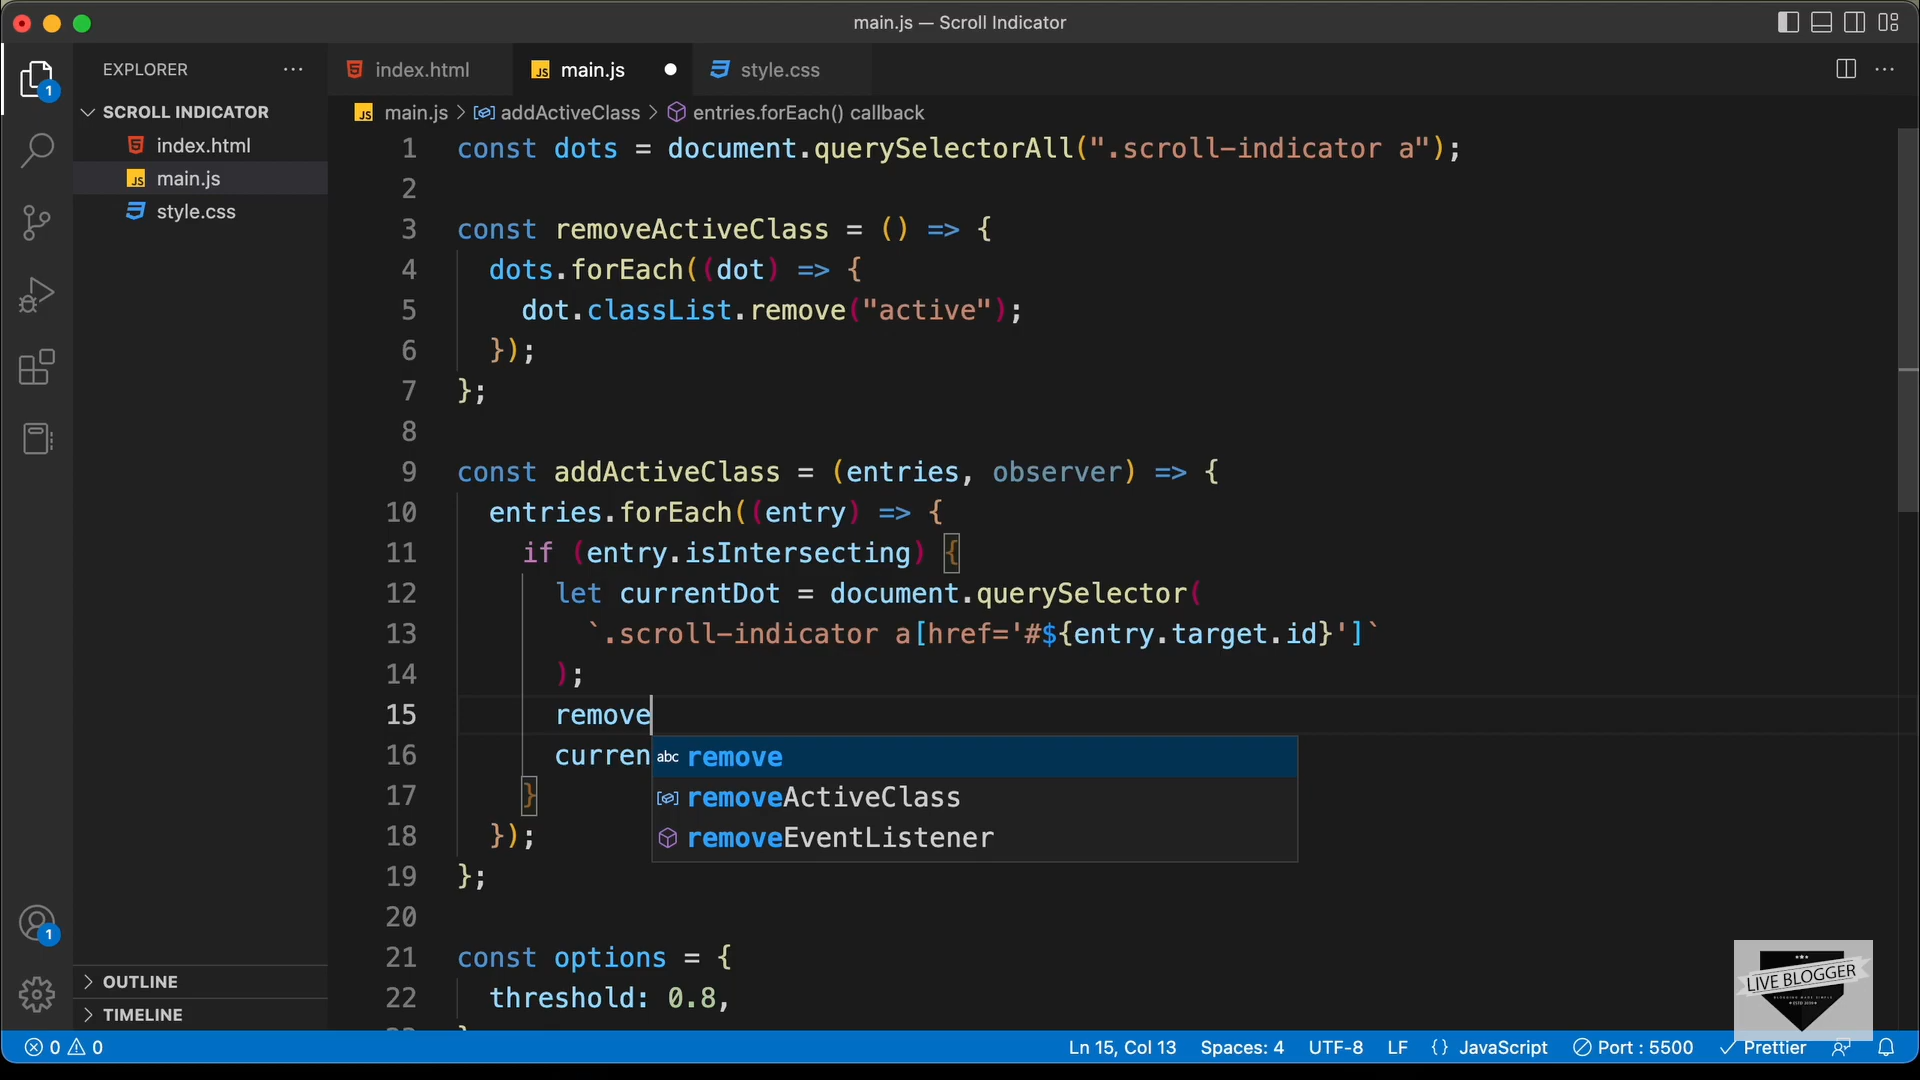 main.js — Scroll Indicator
EXPLORER
index.html
main.js
style.css
1
SCROLL INDICATOR
index.html
main.js
style.css
main.js > addActiveClass > entries.forEach() callback
1 const dots = document.querySelectorAll(".scroll-indicator a");
2
3 const removeActiveClass = () => {
4 dots.forEach((dot) => {
5 dot.classList.remove("active");
6 });
7 };
8
9 const addActiveClass = (entries, observer) => {
10 entries.forEach((entry) => {
11 if (entry.isIntersecting) {
12 let currentDot = document.querySelector(
13 `.scroll-indicator a[href='#${entry.target.id}']`
14 );
15 remove
16 curren
abc remove
removeActiveClass
removeEventListener
17 }
18 });
19 };
20
21 const options = {
22 threshold: 0.8,
1
OUTLINE
TIMELINE
LIVE BLOGGER
0 0
Ln 15, Col 13 Spaces: 4 UTF-8 LF {} JavaScript Port : 5500 Prettier